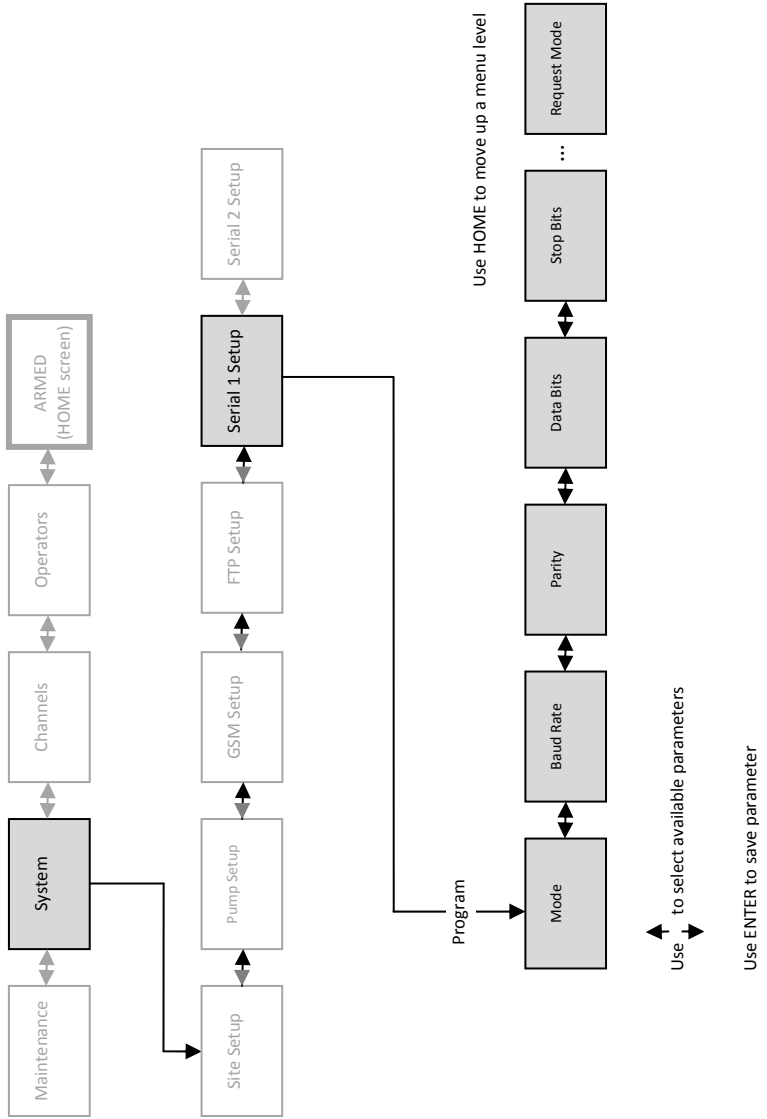 Maintenance
System
Channels
Operators
ARMED
(HOME screen)
Site Setup
Pump Setup
GSM Setup
FTP Setup
Serial 1 Setup
Serial 2 Setup
Program
Use HOME to move up a menu level
Mode
Baud Rate
Parity
Data Bits
Stop Bits
...
Request Mode
Use to select available parameters
Use ENTER to save parameter